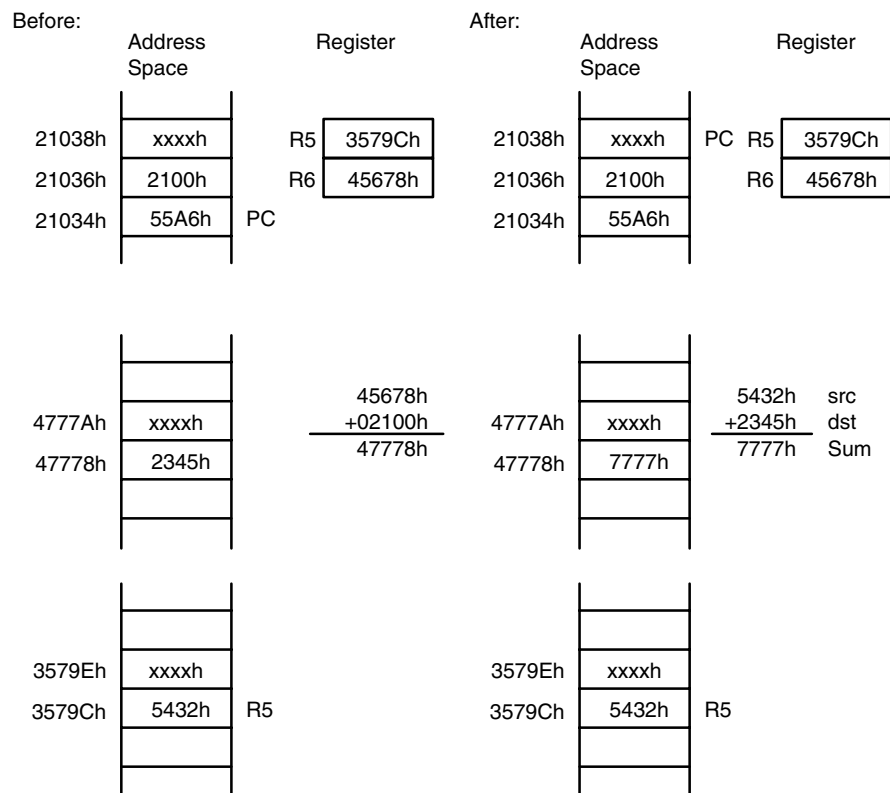 Before:
Address Space
Register
21038h xxxxh R5 3579Ch
21036h 2100h R6 45678h
21034h 55A6h PC
4777Ah xxxxh
47778h 2345h
45678h
+02100h
47778h
3579Eh xxxxh
3579Ch 5432h R5
After:
Address Space
Register
21038h xxxxh PC R5 3579Ch
21036h 2100h R6 45678h
21034h 55A6h
4777Ah xxxxh
47778h 7777h
5432h src
+2345h dst
7777h Sum
3579Eh xxxxh
3579Ch 5432h R5